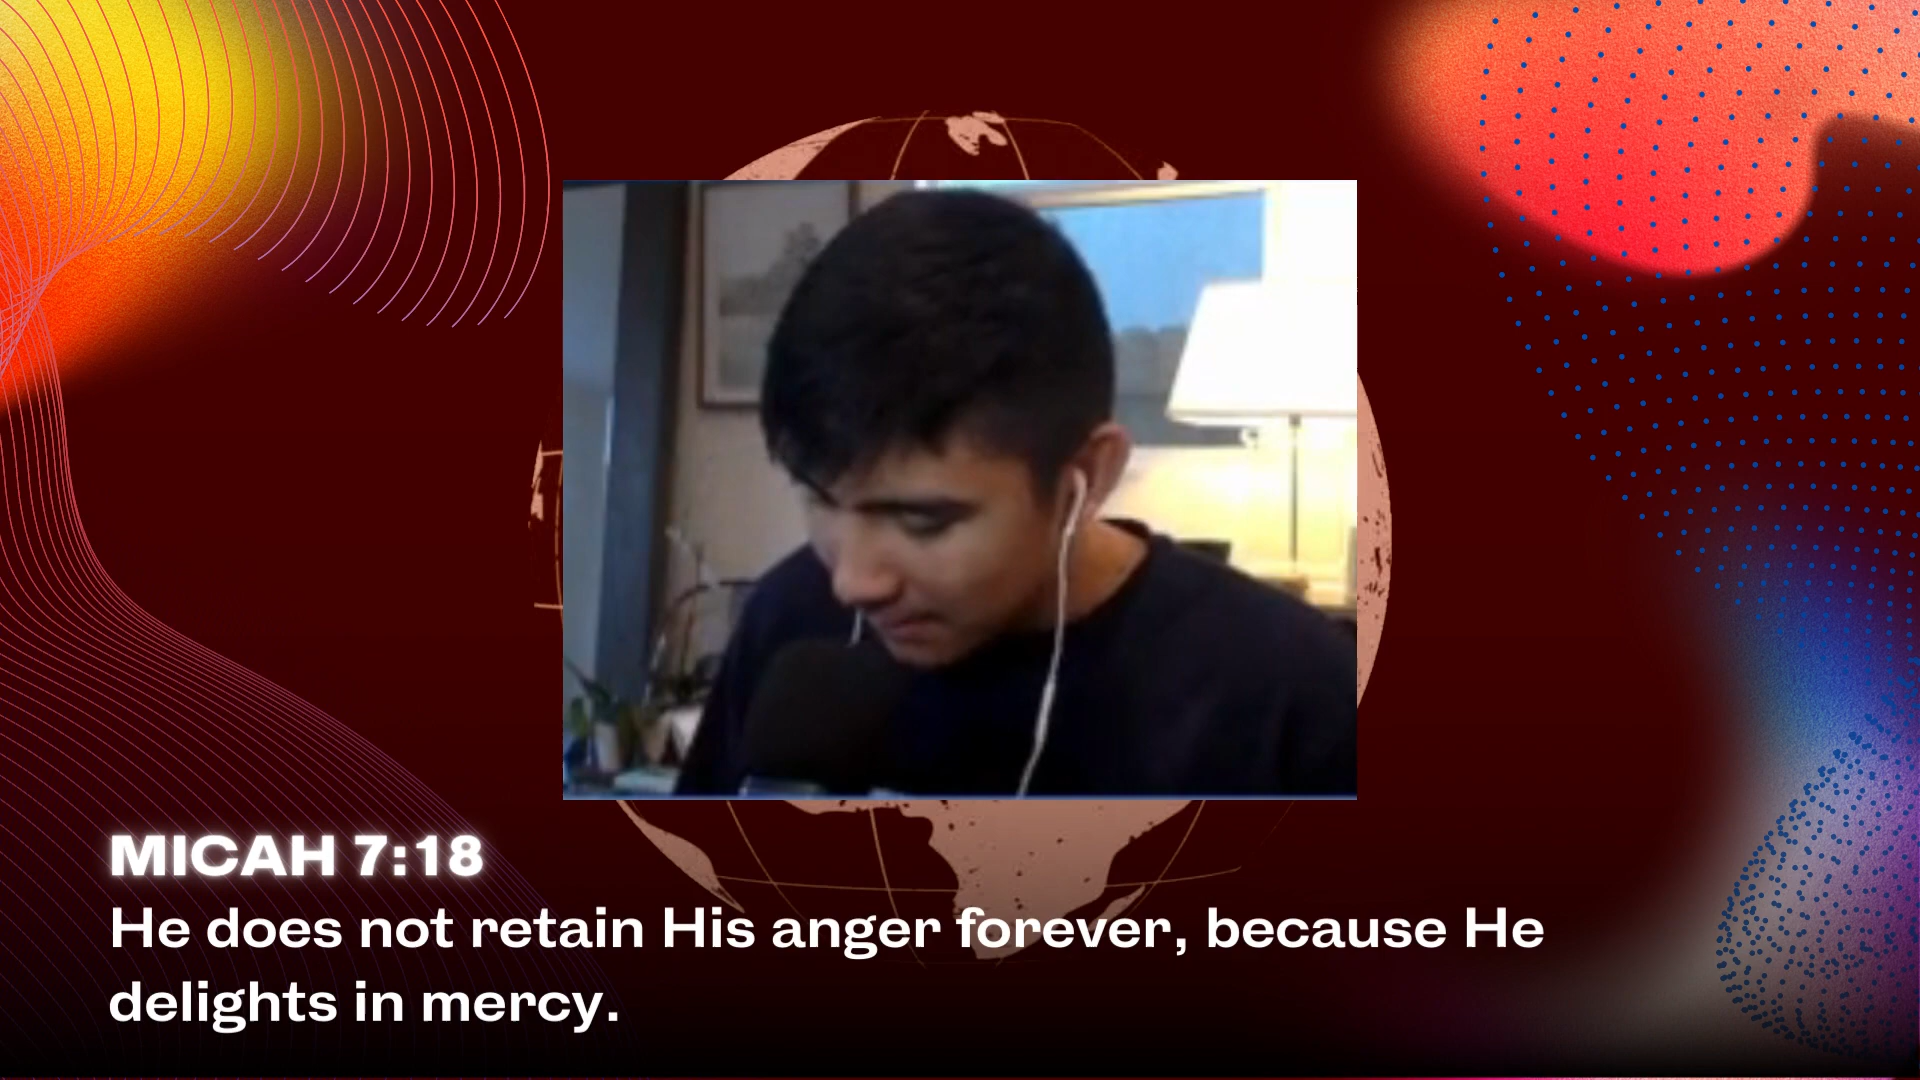 MICAH 7:18
He does not retain His anger forever, because He
delights in mercy.